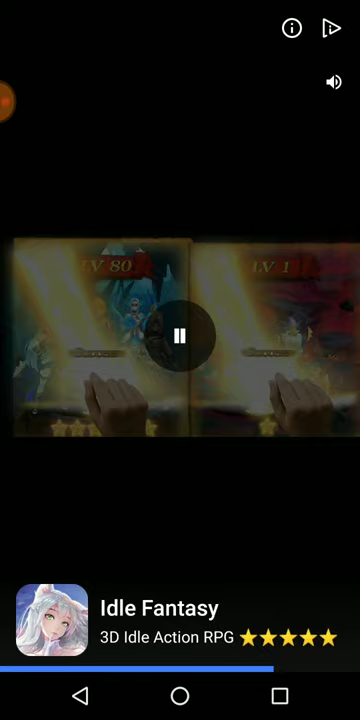 LV 80
LV 1
Idle Fantasy
3D Idle Action RPG ⭐⭐⭐⭐⭐